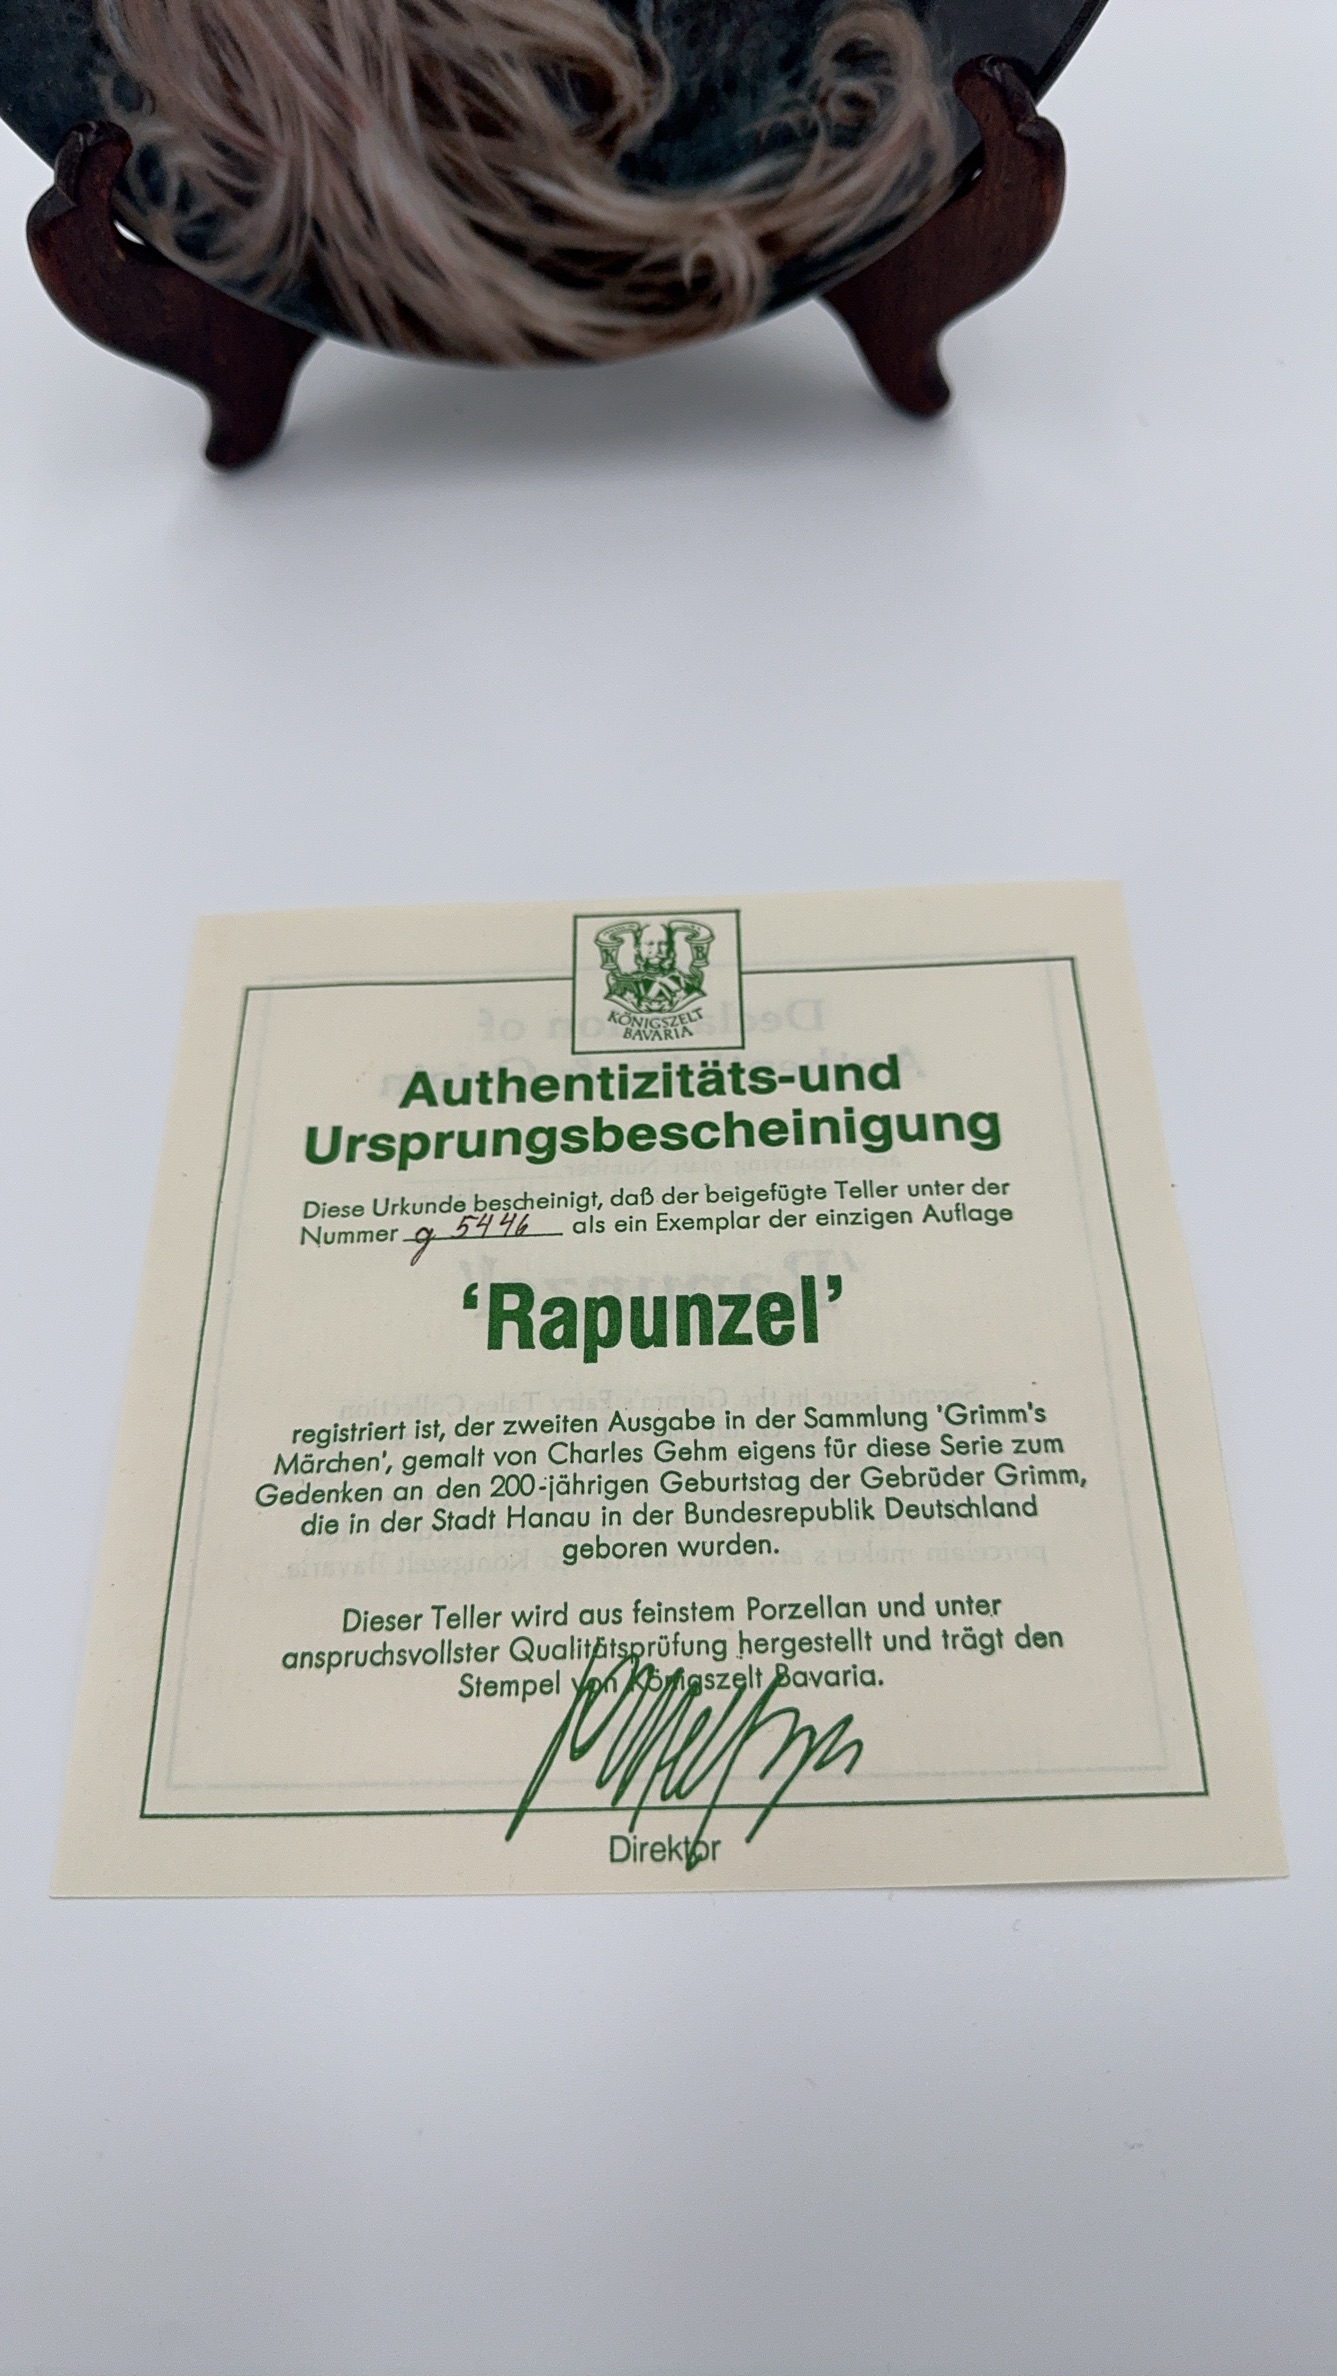 K B
KÖNIGSZELT
BAVARIA
Authentizitäts-und
Ursprungsbescheinigung
Diese Urkunde bescheinigt, daß der beigefügte Teller unter der
Nummer g 5446 als ein Exemplar der einzigen Auflage
'Rapunzel'
registriert ist, der zweiten Ausgabe in der Sammlung 'Grimm's
Märchen', gemalt von Charles Gehm eigens für diese Serie zum
Gedenken an den 200-jährigen Geburtstag der Gebrüder Grimm,
die in der Stadt Hanau in der Bundesrepublik Deutschland
geboren wurden.
Dieser Teller wird aus feinstem Porzellan und unter
anspruchsvollster Qualitätsprüfung hergestellt und trägt den
Stempel von Königszelt Bavaria.
Direktor